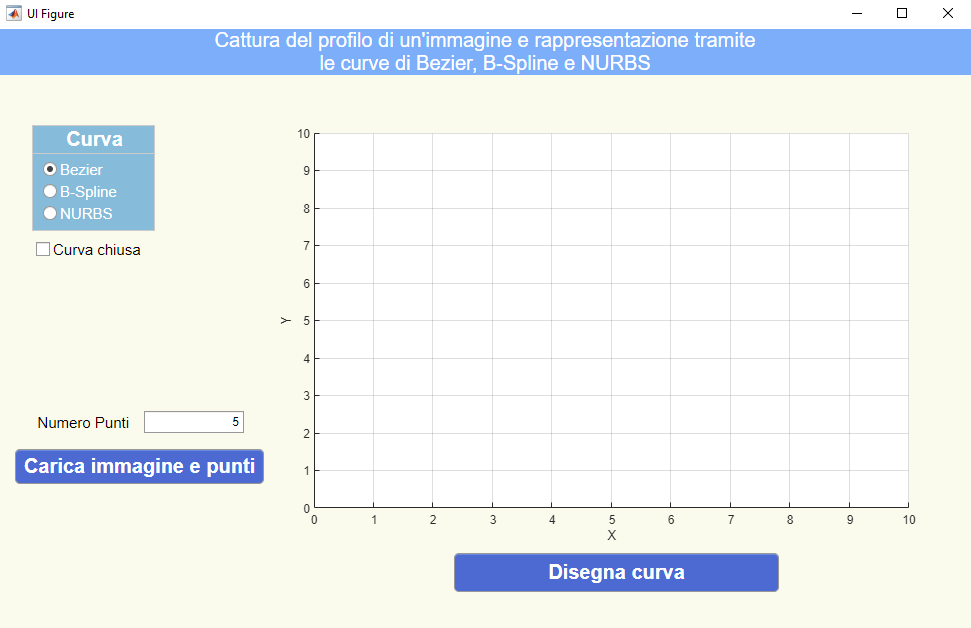 UI Figure
Cattura del profilo di un'immagine e rappresentazione tramite
le curve di Bezier, B-Spline e NURBS
Curva
Bezier
B-Spline
NURBS
Curva chiusa
Numero Punti 5
Carica immagine e punti
10
9
8
7
6
5
4
3
2
1
0
Y
0 1 2 3 4 5 6 7 8 9 10
X
Disegna curva